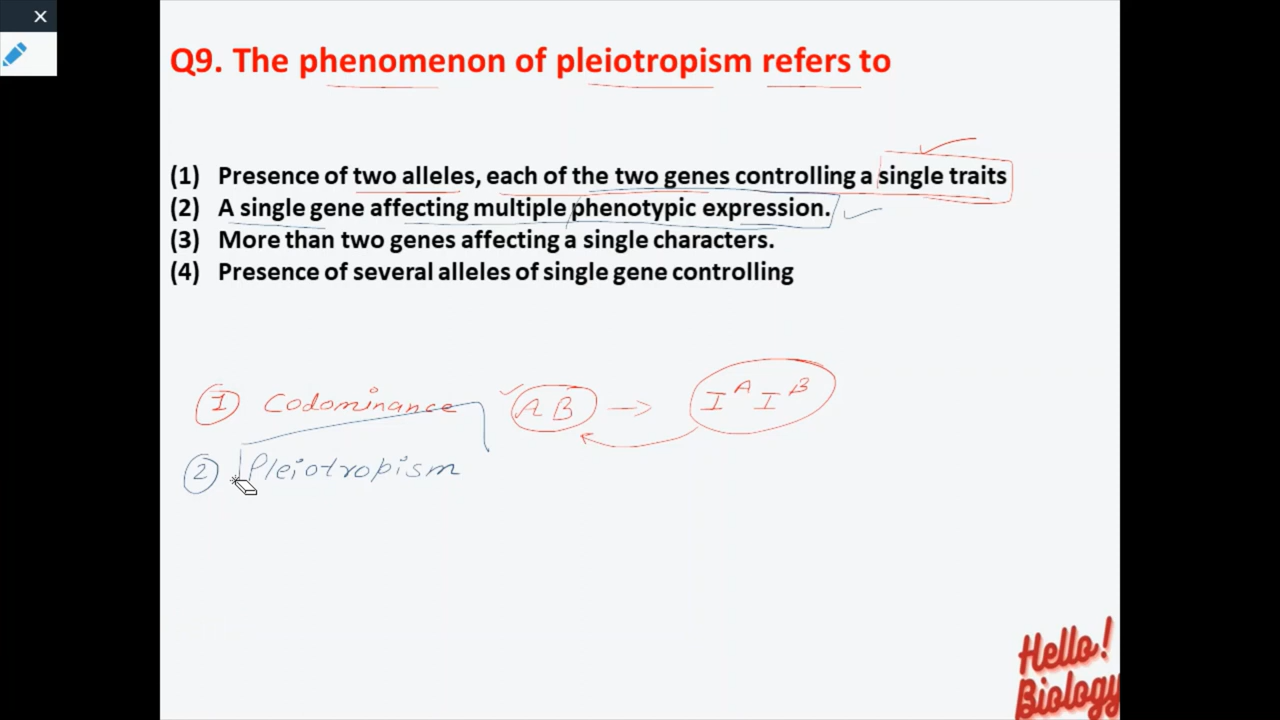 Q9. The phenomenon of pleiotropism refers to
(1) Presence of two alleles, each of the two genes controlling a single traits
(2) A single gene affecting multiple phenotypic expression.
(3) More than two genes affecting a single characters.
(4) Presence of several alleles of single gene controlling
1 Codominance AB → I^A I^B
2 Pleiotropism
Hello!
Biology